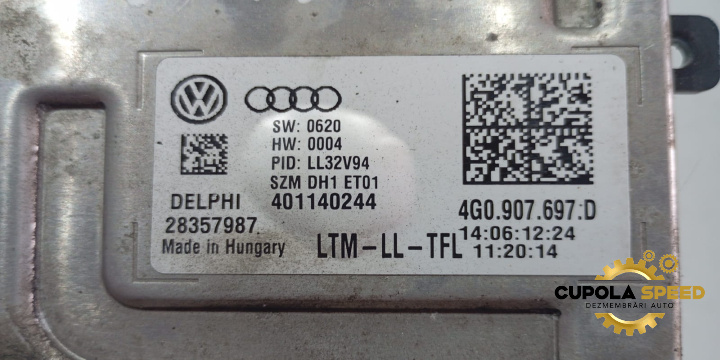 SW: 0620
HW: 0004
PID: LL32V94
SZM DH1 ET01
DELPHI 401140244
28357987
Made in Hungary
LTM-LL-TFL
4G0.907.697.D
14:06:12:24
11:20:14
CUPOLA SPEED
DEZMEMBRĂRI AUTO